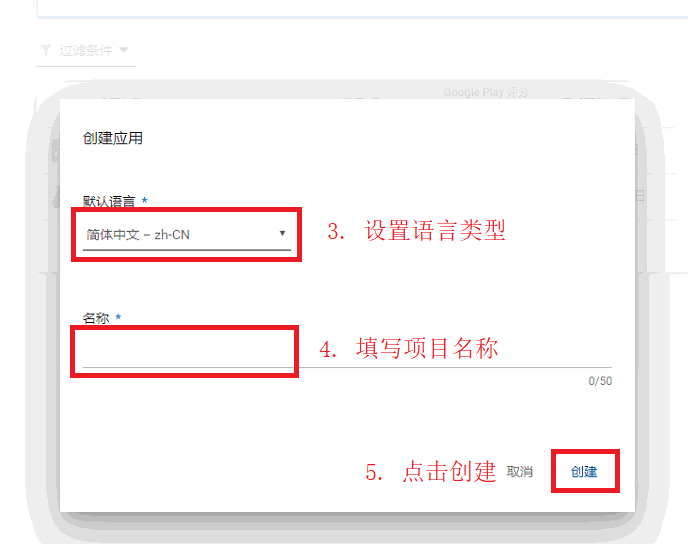 过滤条件
Google Play 评分
创建应用
默认语言 *
简体中文 – zh-CN
3. 设置语言类型
名称 *
4. 填写项目名称
0/50
5. 点击创建 取消 创建